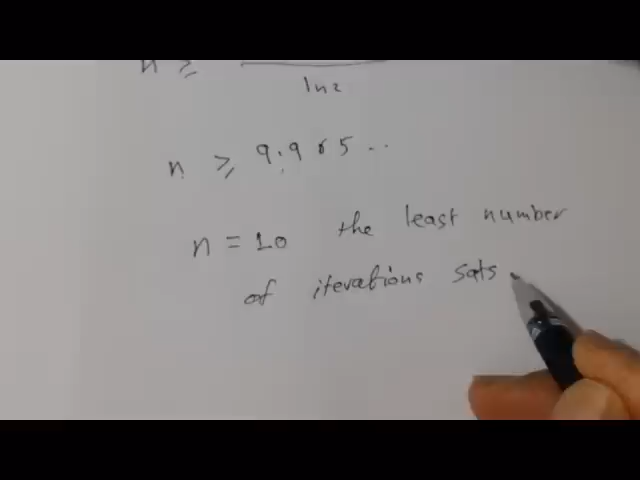 n ≥
ln2
n ≥ 9.965...
n = 10 the least number
of iterations sats